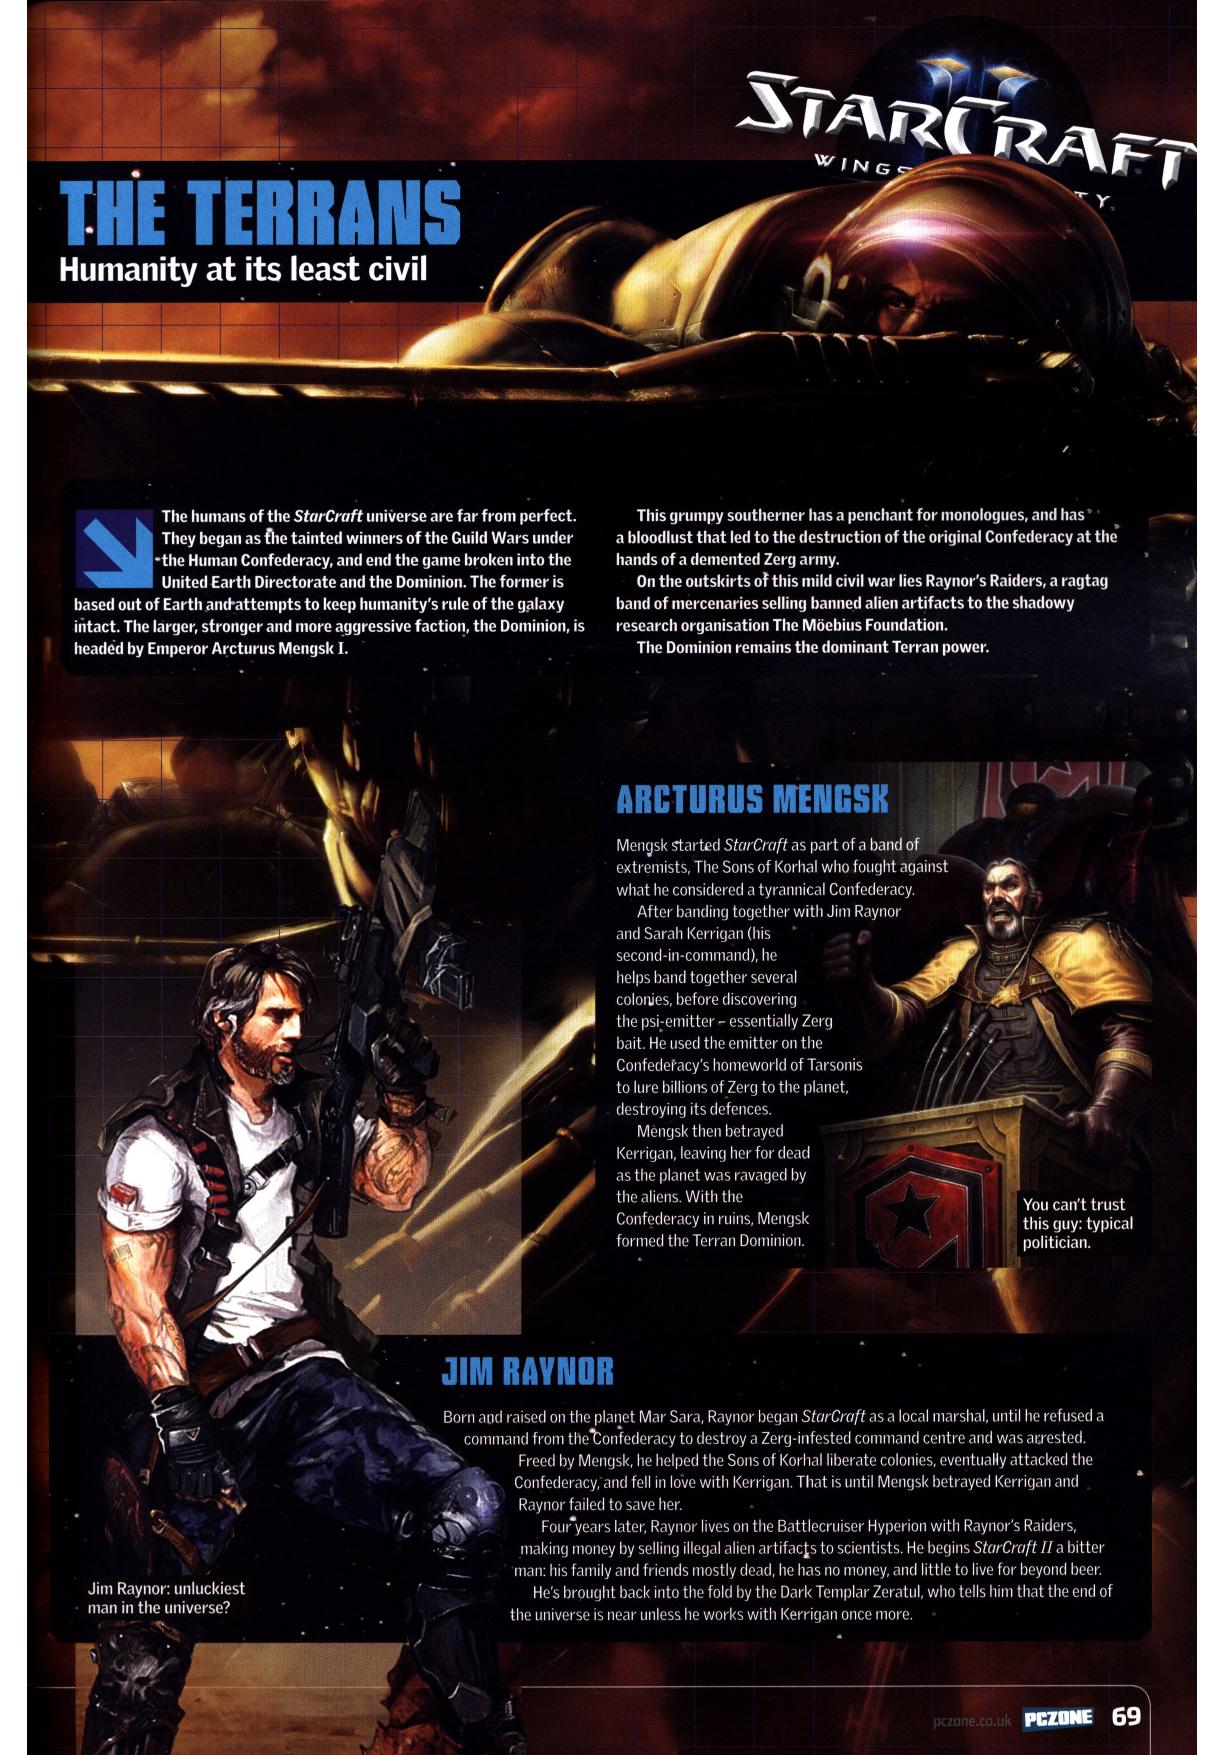 STARCRAFT
WINGS
TY
THE TERRANS
Humanity at its least civil
The humans of the StarCraft universe are far from perfect.
They began as the tainted winners of the Guild Wars under
the Human Confederacy, and end the game broken into the
United Earth Directorate and the Dominion. The former is
based out of Earth and attempts to keep humanity's rule of the galaxy
intact. The larger, stronger and more aggressive faction, the Dominion, is
headed by Emperor Arcturus Mengsk I.
This grumpy southerner has a penchant for monologues, and has
a bloodlust that led to the destruction of the original Confederacy at the
hands of a demented Zerg army.
On the outskirts of this mild civil war lies Raynor's Raiders, a ragtag
band of mercenaries selling banned alien artifacts to the shadowy
research organisation The Möebius Foundation.
The Dominion remains the dominant Terran power.
ARCTURUS MENGSK
Mengsk started StarCraft as part of a band of
extremists, The Sons of Korhal who fought against
what he considered a tyrannical Confederacy.
After banding together with Jim Raynor
and Sarah Kerrigan (his
second-in-command), he
helps band together several
colonies, before discovering
the psi-emitter – essentially Zerg
bait. He used the emitter on the
Confederacy's homeworld of Tarsonis
to lure billions of Zerg to the planet,
destroying its defences.
Mengsk then betrayed
Kerrigan, leaving her for dead
as the planet was ravaged by
the aliens. With the
Confederacy in ruins, Mengsk
formed the Terran Dominion.
You can't trust
this guy: typical
politician.
JIM RAYNOR
Born and raised on the planet Mar Sara, Raynor began StarCraft as a local marshal, until he refused a
command from the Confederacy to destroy a Zerg-infested command centre and was arrested.
Freed by Mengsk, he helped the Sons of Korhal liberate colonies, eventually attacked the
Confederacy, and fell in love with Kerrigan. That is until Mengsk betrayed Kerrigan and
Raynor failed to save her.
Four years later, Raynor lives on the Battlecruiser Hyperion with Raynor's Raiders,
making money by selling illegal alien artifacts to scientists. He begins StarCraft II a bitter
man: his family and friends mostly dead, he has no money, and little to live for beyond beer.
He's brought back into the fold by the Dark Templar Zeratul, who tells him that the end of
the universe is near unless he works with Kerrigan once more.
Jim Raynor: unluckiest
man in the universe?
pczone.co.uk PCZONE 69